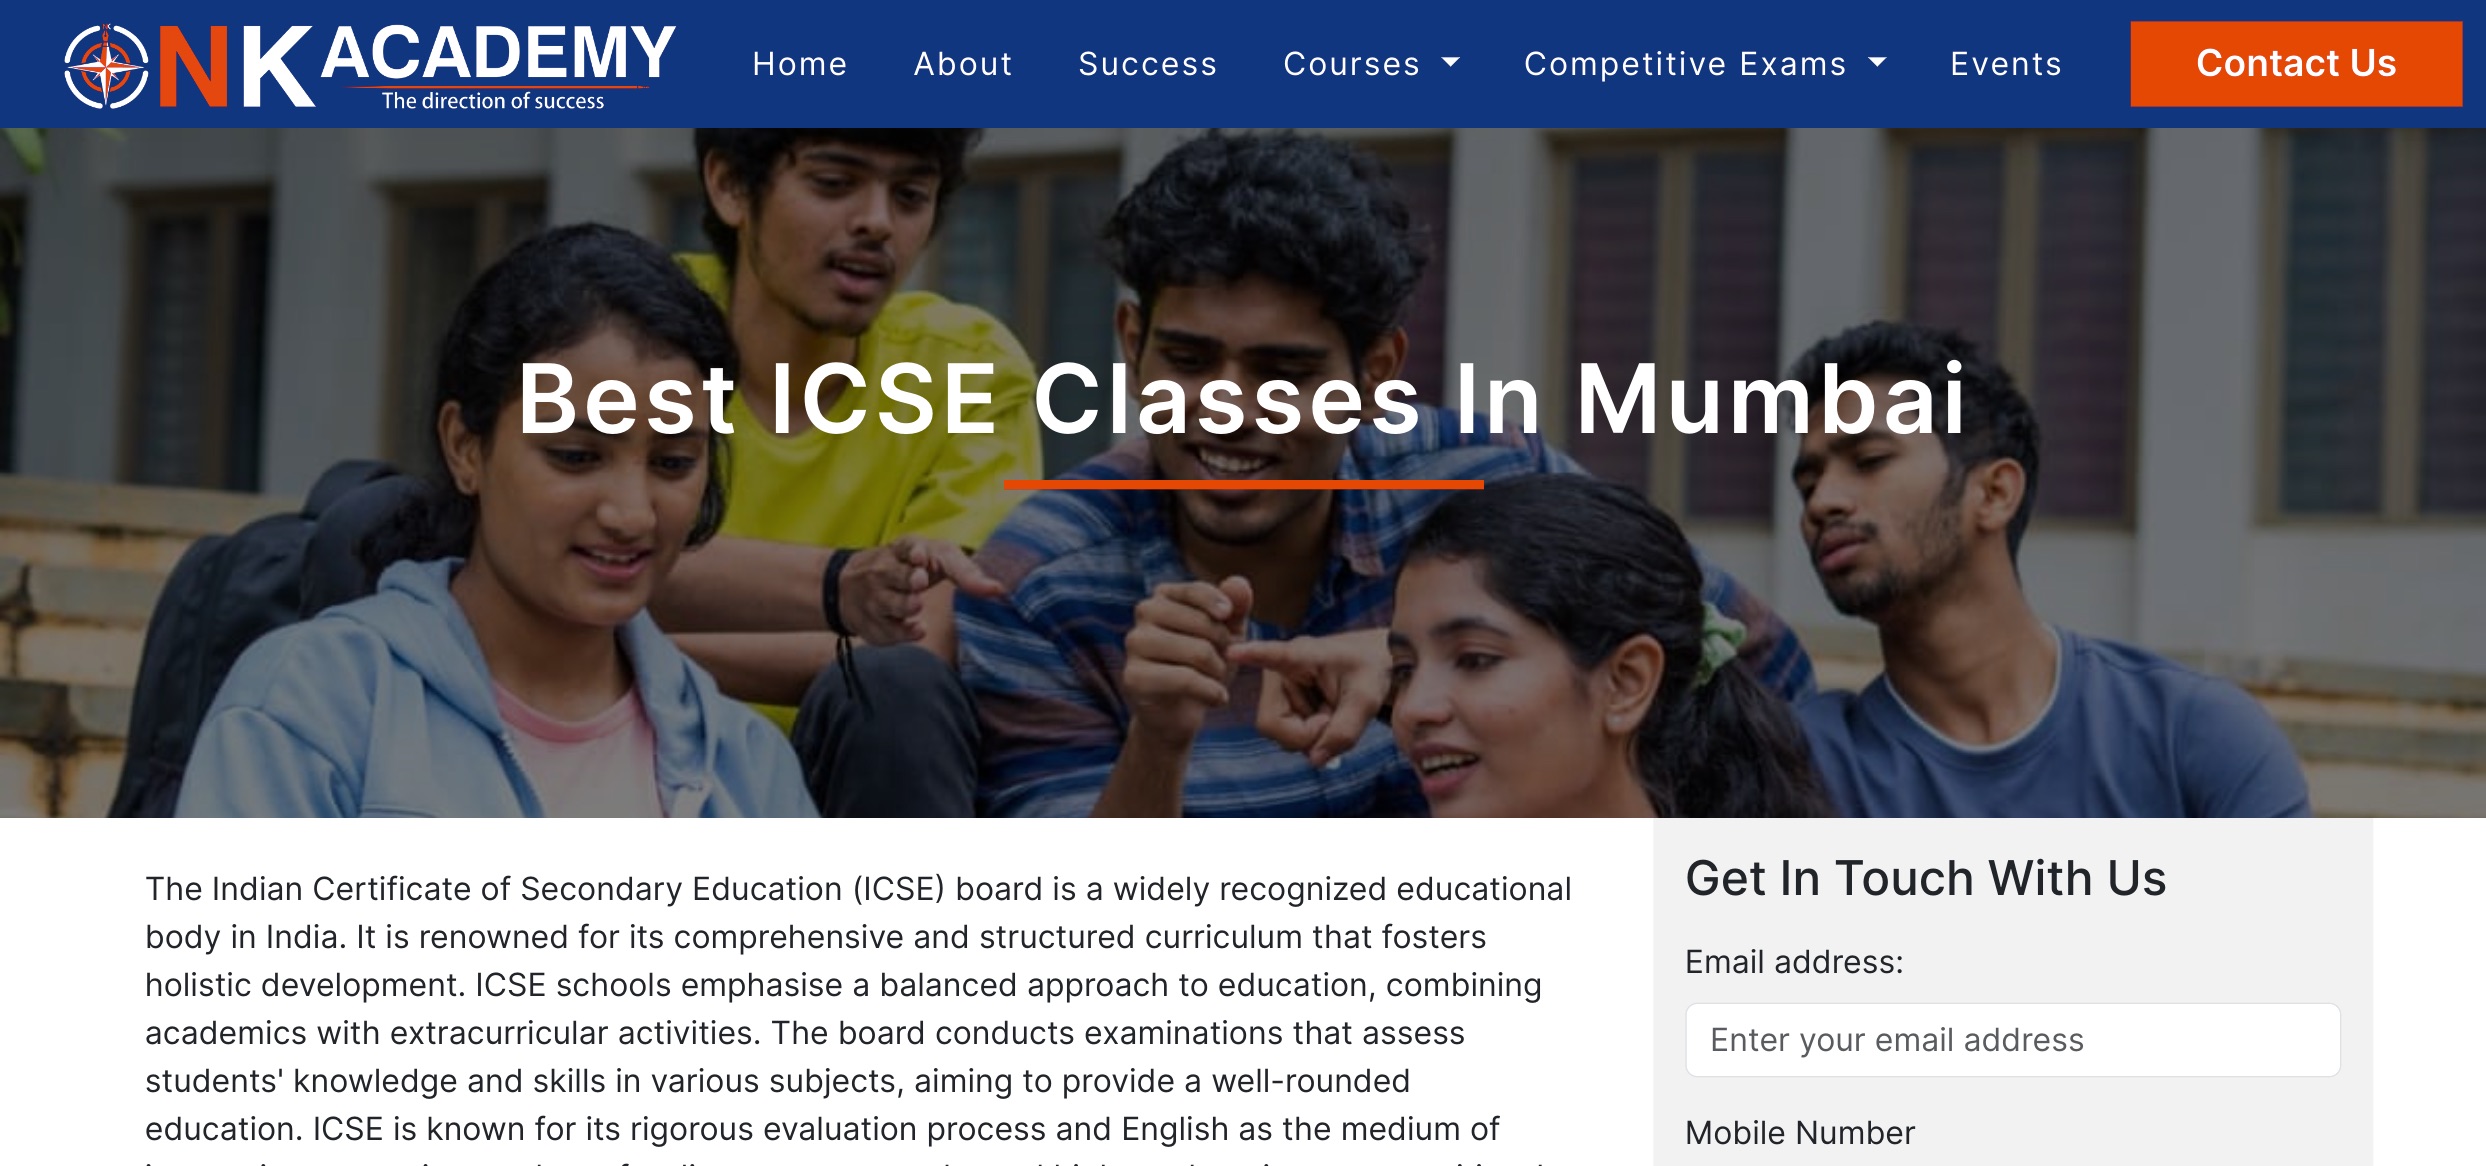 NK ACADEMY
The direction of success
Home About Success Courses Competitive Exams Events Contact Us
Best ICSE Classes In Mumbai
The Indian Certificate of Secondary Education (ICSE) board is a widely recognized educational
body in India. It is renowned for its comprehensive and structured curriculum that fosters
holistic development. ICSE schools emphasise a balanced approach to education, combining
academics with extracurricular activities. The board conducts examinations that assess
students' knowledge and skills in various subjects, aiming to provide a well-rounded
education. ICSE is known for its rigorous evaluation process and English as the medium of
Get In Touch With Us
Email address:
Enter your email address
Mobile Number